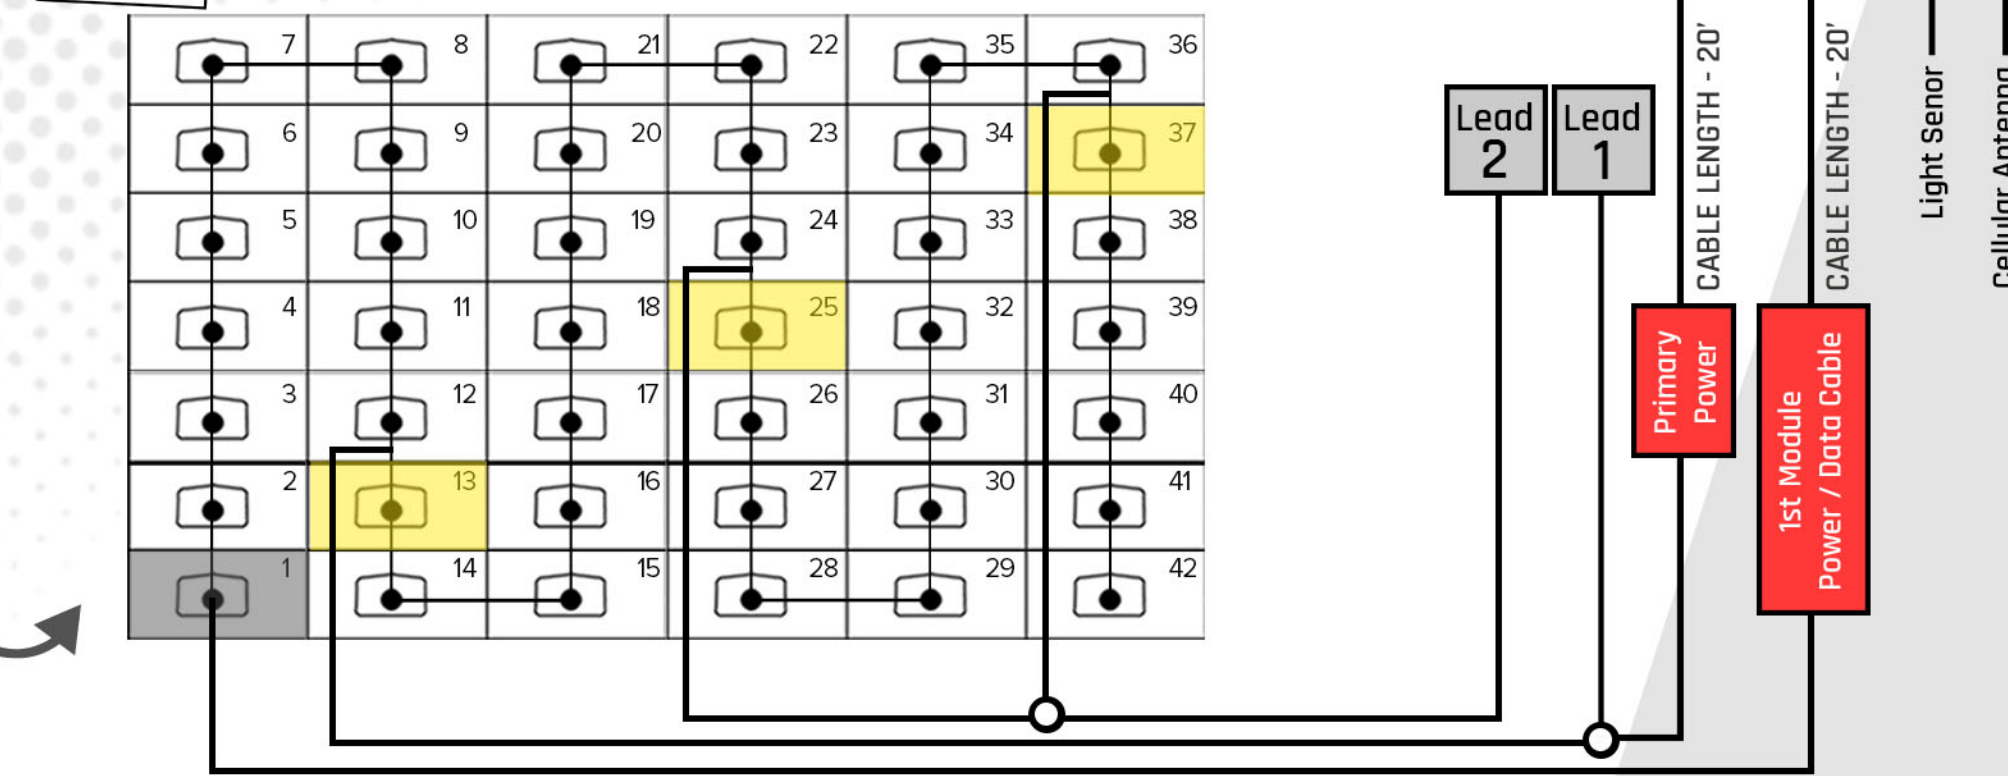 7 8 21 22 35 36
6 9 20 23 34 37
5 10 19 24 33 38
4 11 18 25 32 39
3 12 17 26 31 40
2 13 16 27 30 41
1 14 15 28 29 42
Lead
2
Lead
1
CABLE LENGTH - 20'
Primary
Power
CABLE LENGTH - 20'
1st Module
Power / Data Cable
Light Senor
Cellular Antenna